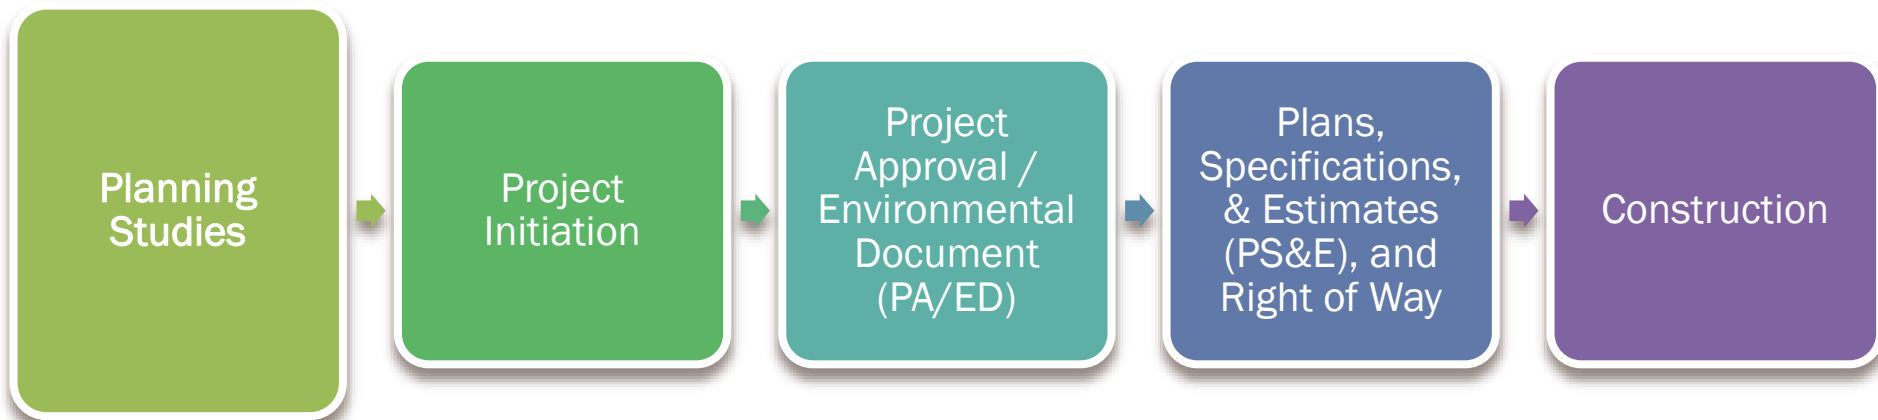 Planning
Studies
Project
Initiation
Project
Approval /
Environmental
Document
(PA/ED)
Plans,
Specifications,
& Estimates
(PS&E), and
Right of Way
Construction